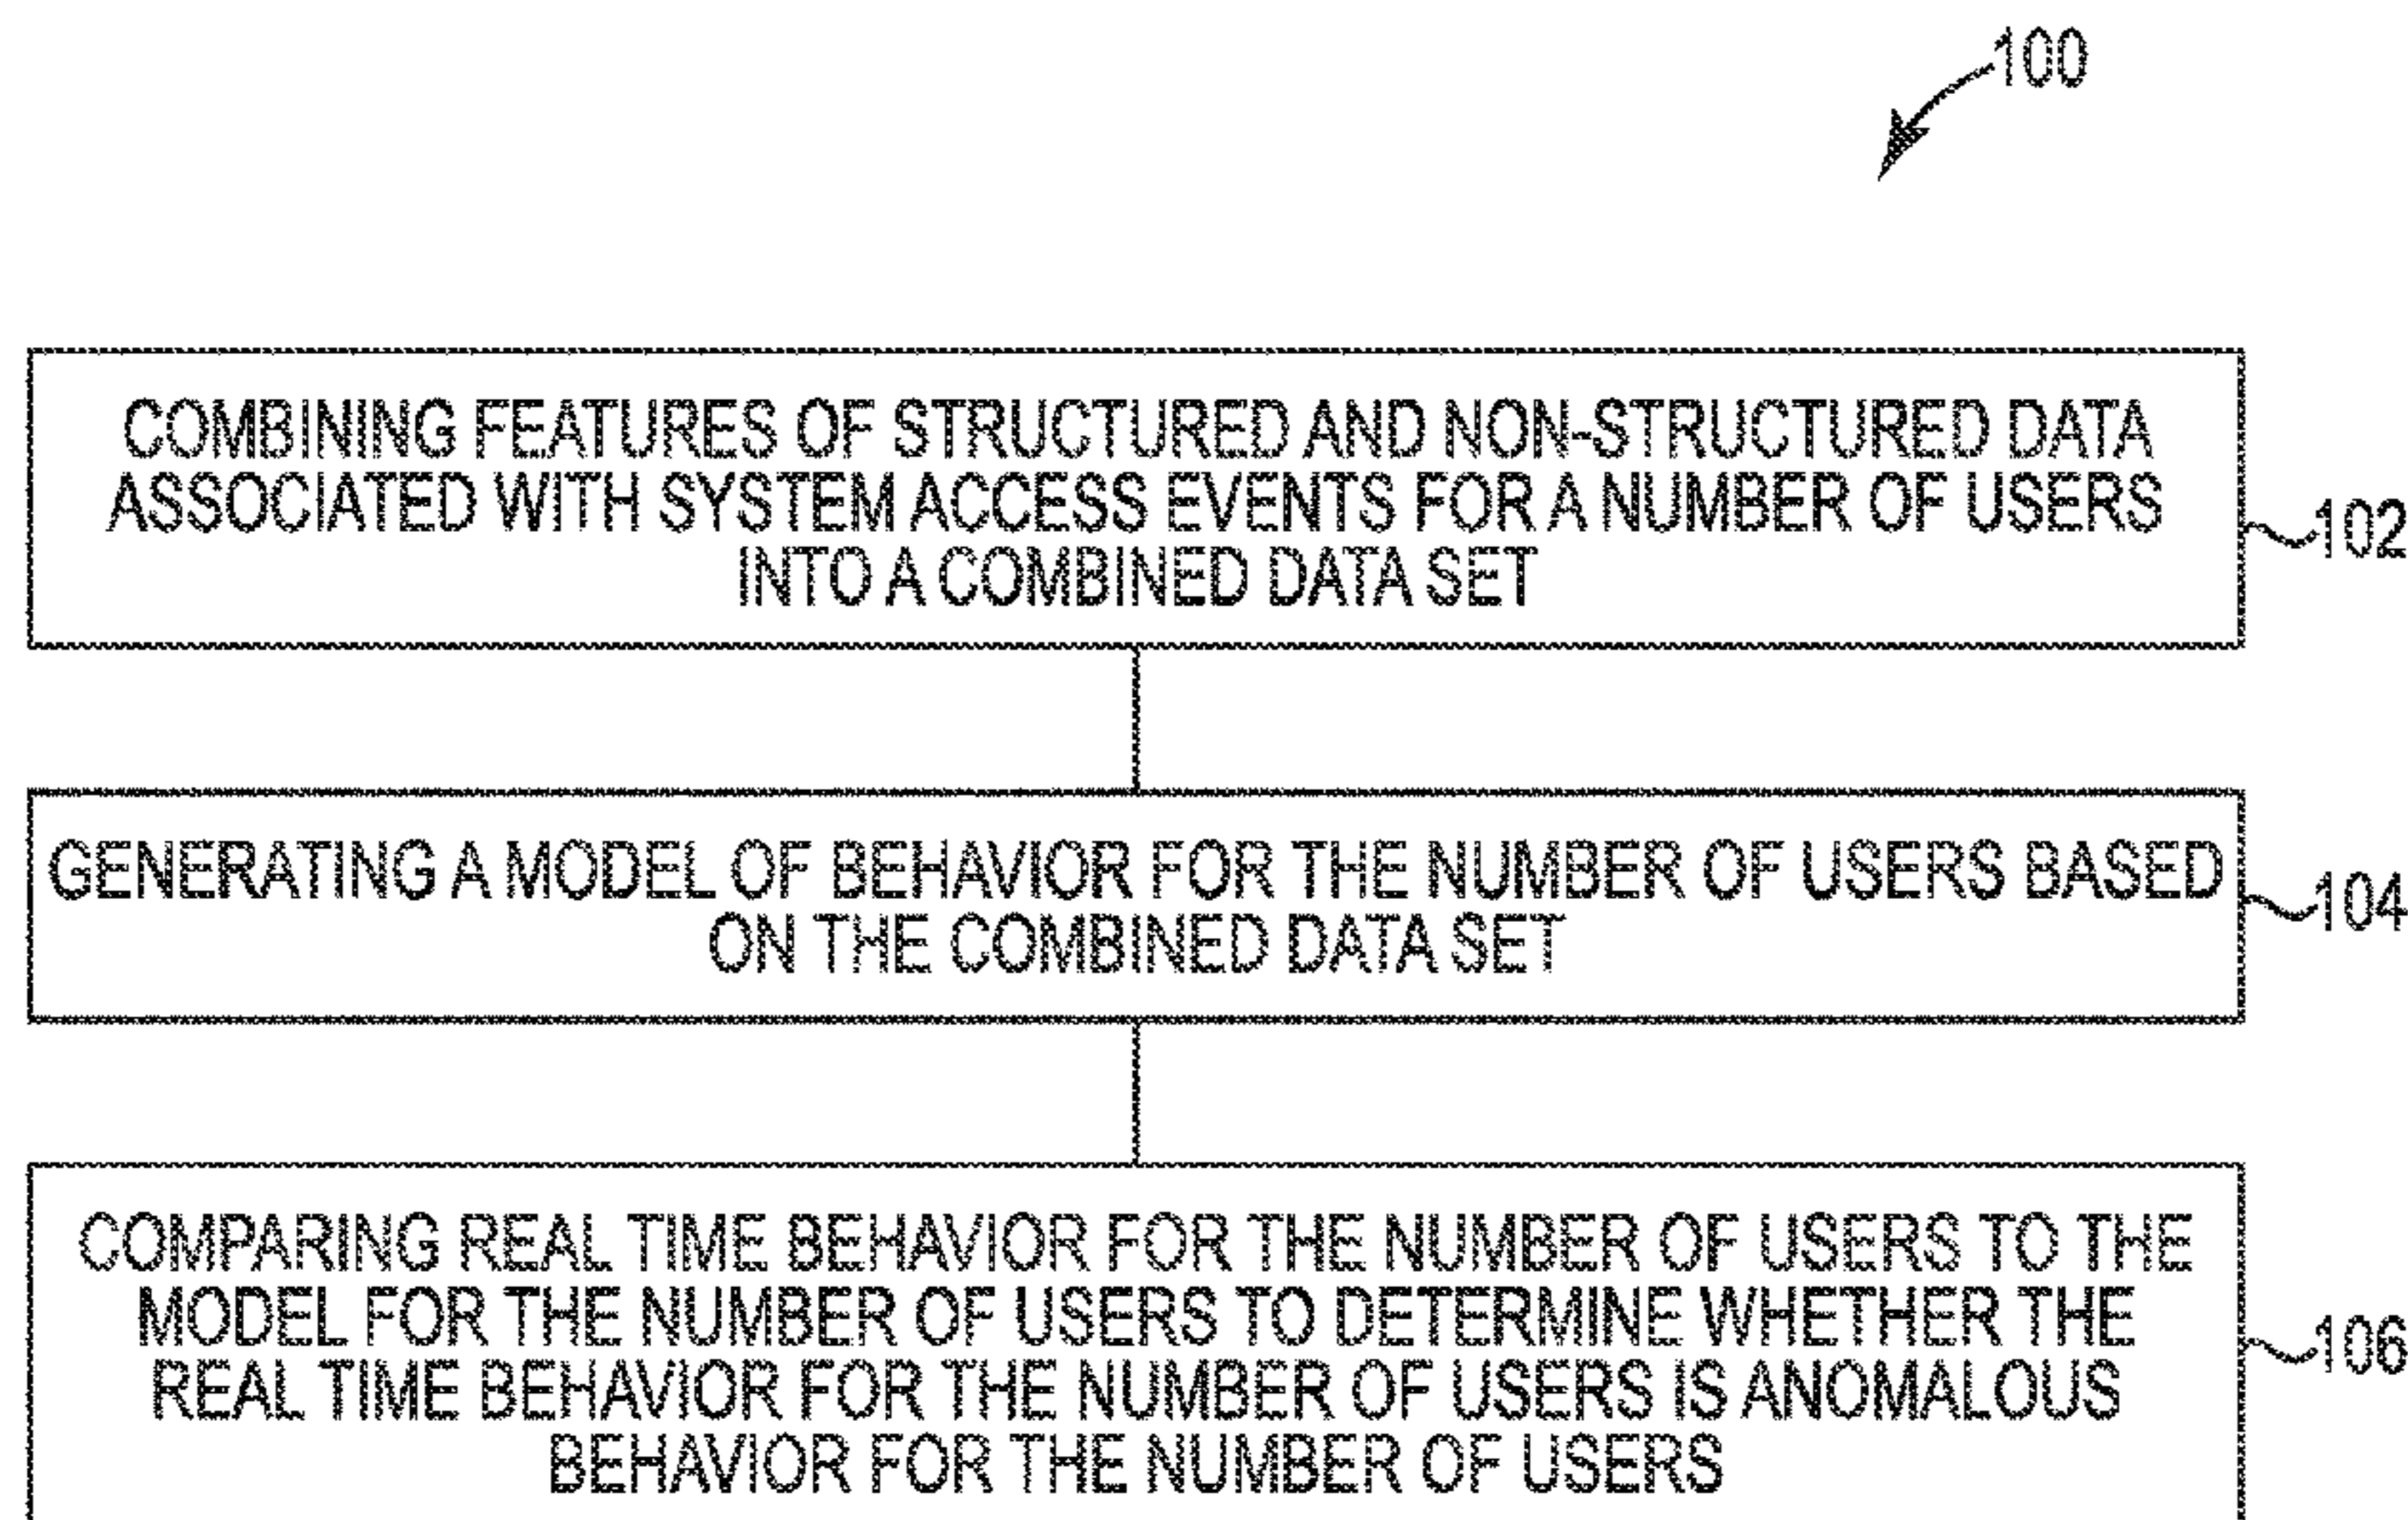 100
COMBINING FEATURES OF STRUCTURED AND NON-STRUCTURED DATA
ASSOCIATED WITH SYSTEM ACCESS EVENTS FOR A NUMBER OF USERS
INTO A COMBINED DATA SET
102
GENERATING A MODEL OF BEHAVIOR FOR THE NUMBER OF USERS BASED
ON THE COMBINED DATA SET
104
COMPARING REAL TIME BEHAVIOR FOR THE NUMBER OF USERS TO THE
MODEL FOR THE NUMBER OF USERS TO DETERMINE WHETHER THE
REAL TIME BEHAVIOR FOR THE NUMBER OF USERS IS ANOMALOUS
BEHAVIOR FOR THE NUMBER OF USERS
106